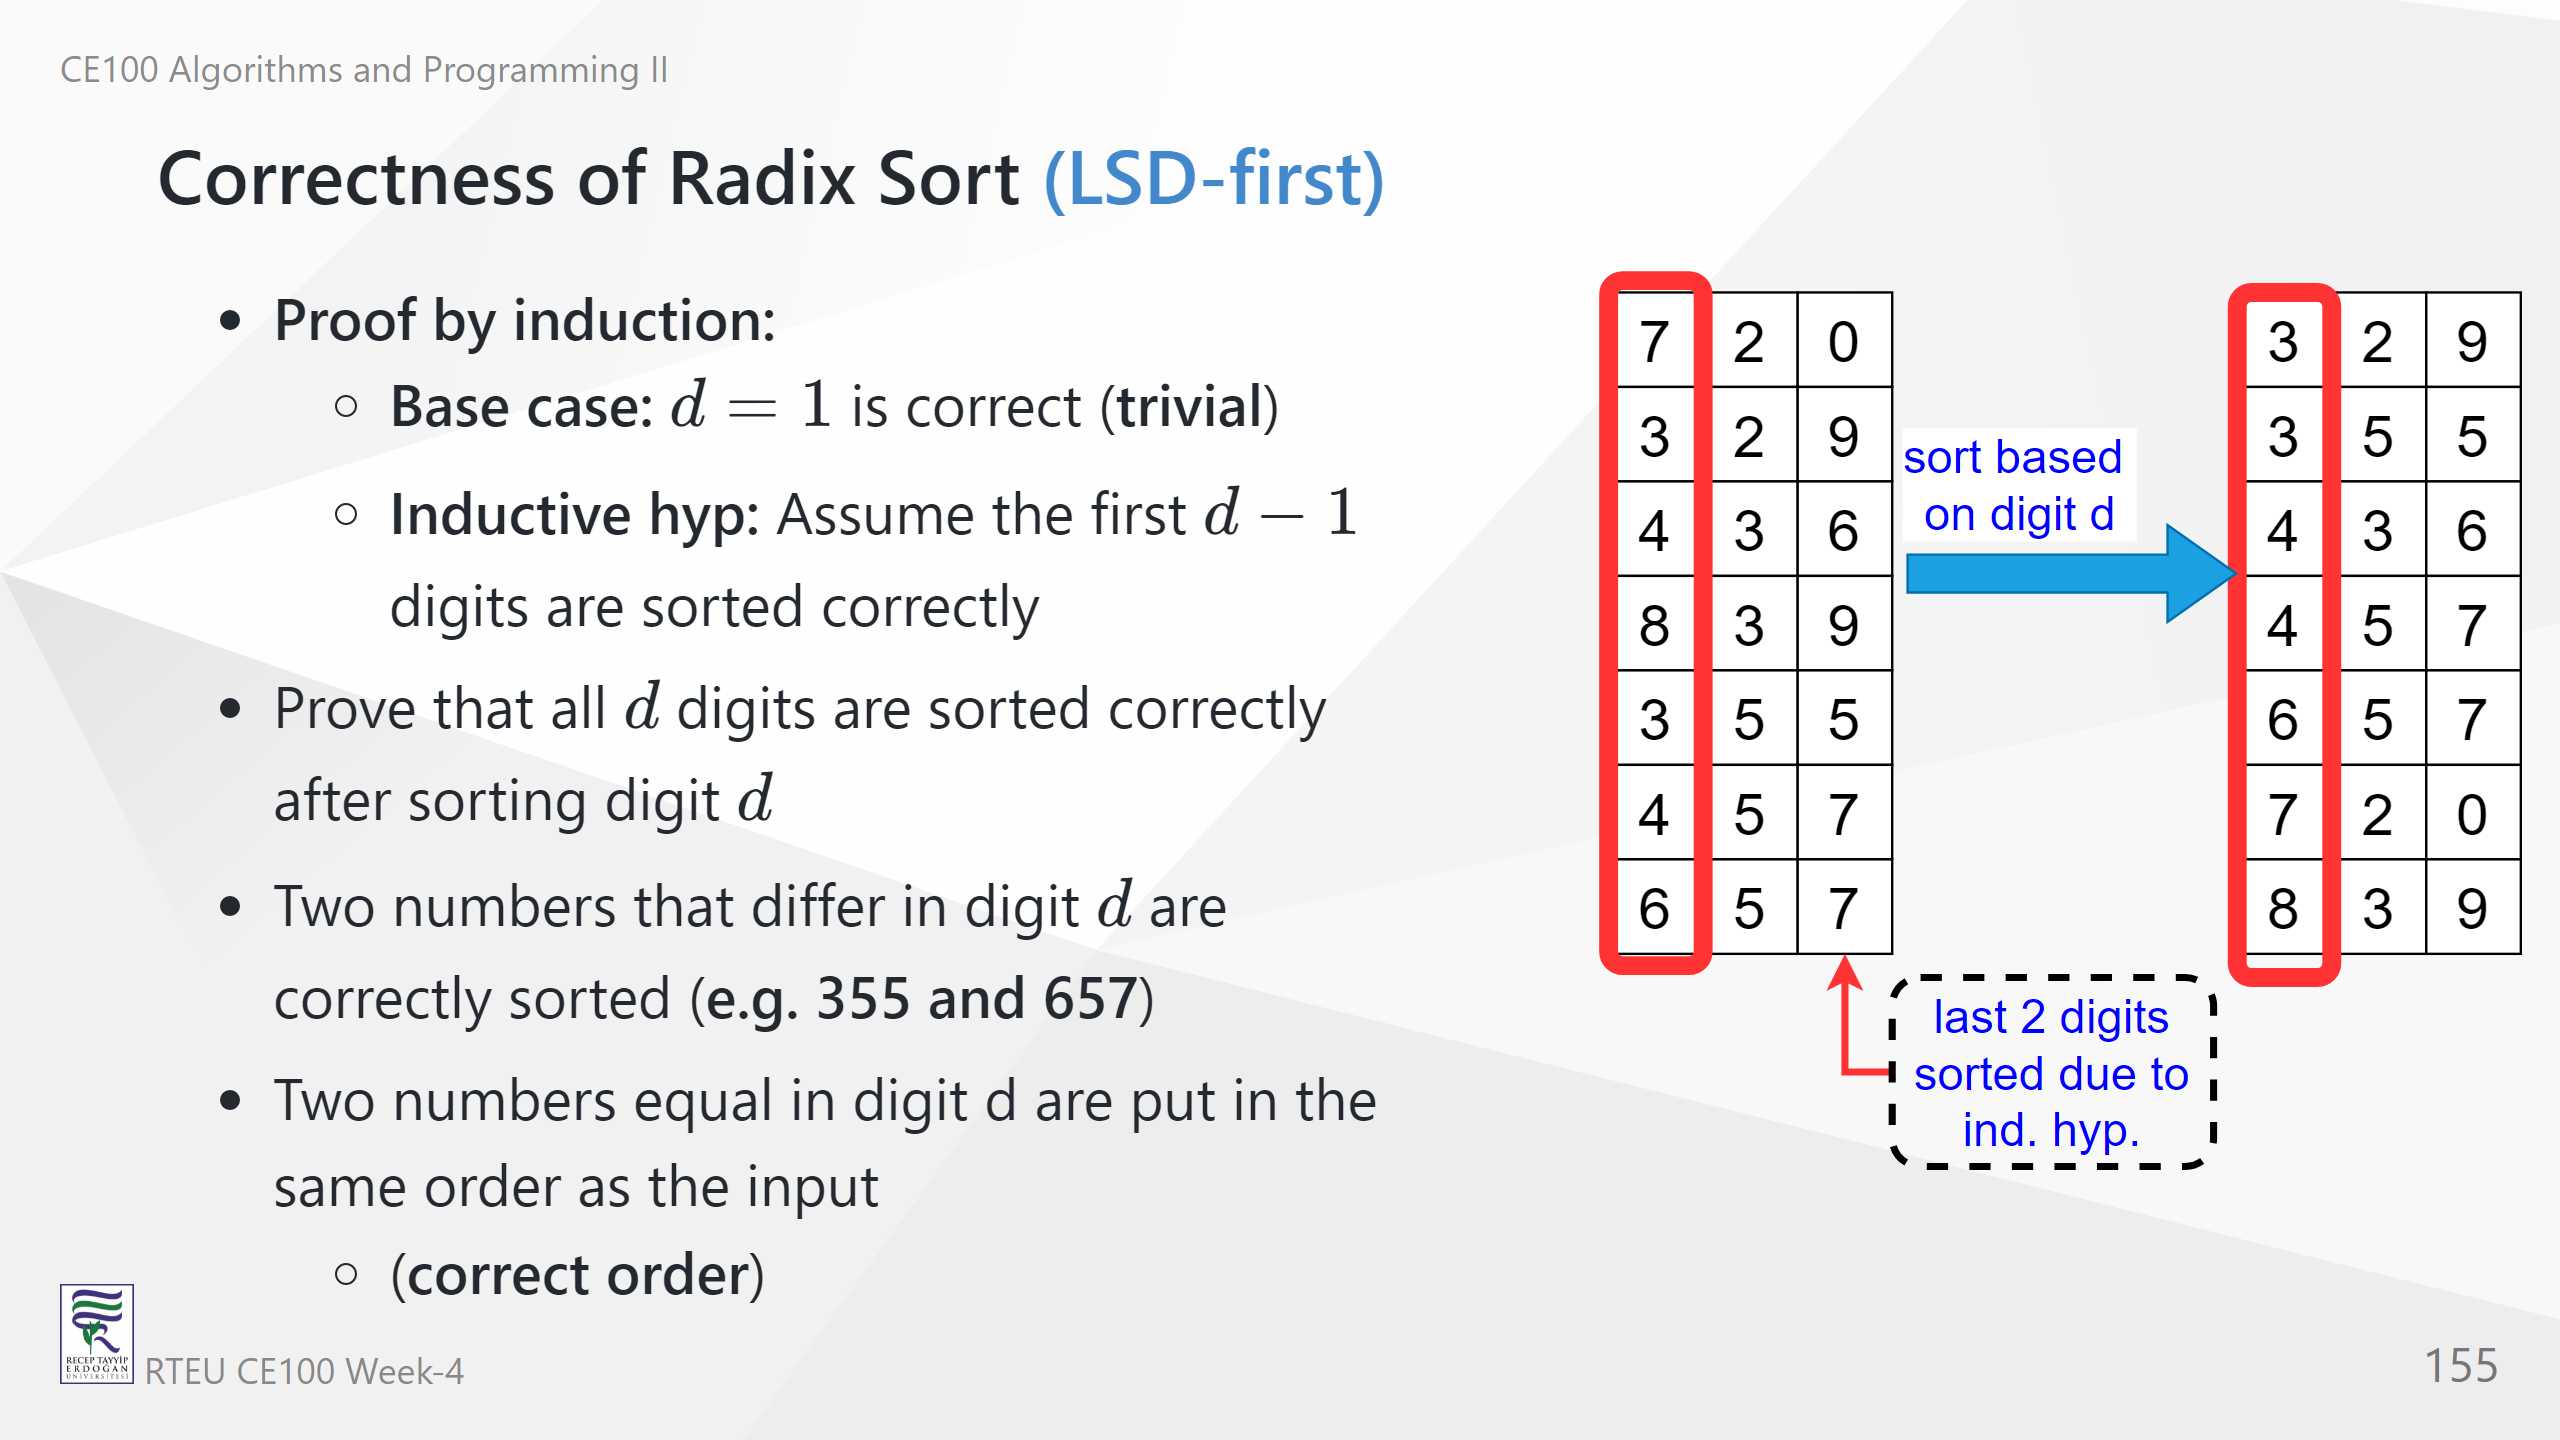 CE100 Algorithms and Programming II
Correctness of Radix Sort (LSD-first)
• Proof by induction:
○ Base case: d = 1 is correct (trivial)
○ Inductive hyp: Assume the first d − 1
digits are sorted correctly
• Prove that all d digits are sorted correctly
after sorting digit d
• Two numbers that differ in digit d are
correctly sorted (e.g. 355 and 657)
• Two numbers equal in digit d are put in the
same order as the input
○ (correct order)
7 2 0
3 2 9
4 3 6
8 3 9
3 5 5
4 5 7
6 5 7
sort based
on digit d
3 2 9
3 5 5
4 3 6
4 5 7
6 5 7
7 2 0
8 3 9
last 2 digits
sorted due to
ind. hyp.
RECEP TAYYİP
ERDOĞAN
ÜNİVERSİTESİ
RTEU CE100 Week-4
155